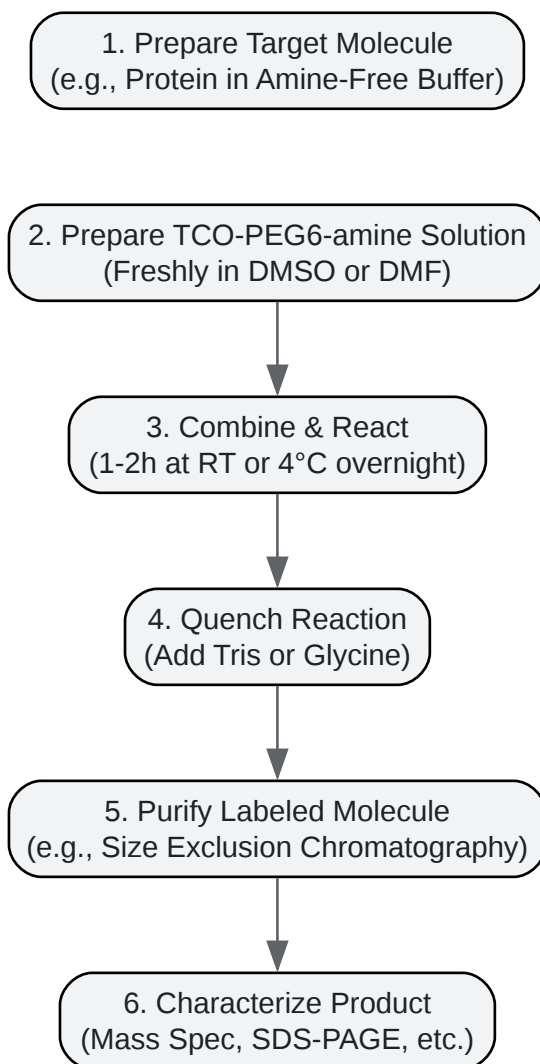 1. Prepare Target Molecule
(e.g., Protein in Amine-Free Buffer)
2. Prepare TCO-PEG6-amine Solution
(Freshly in DMSO or DMF)
3. Combine & React
(1-2h at RT or 4°C overnight)
4. Quench Reaction
(Add Tris or Glycine)
5. Purify Labeled Molecule
(e.g., Size Exclusion Chromatography)
6. Characterize Product
(Mass Spec, SDS-PAGE, etc.)